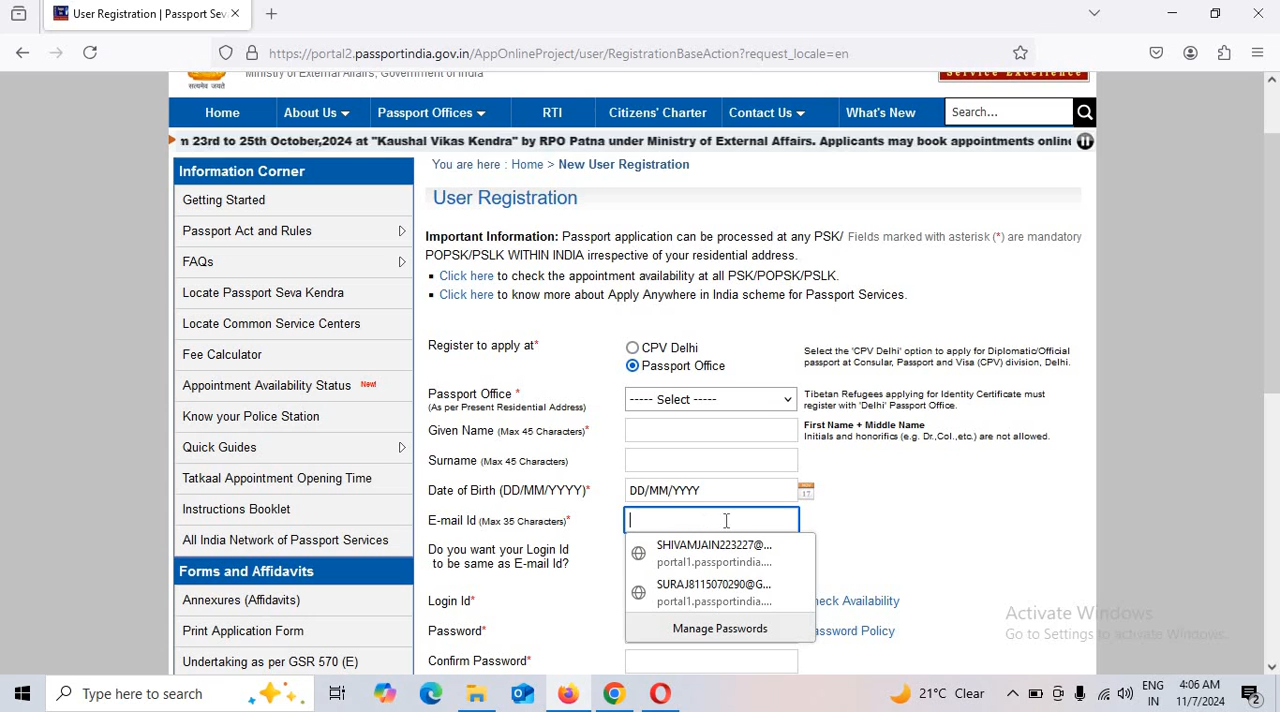 User Registration | Passport Sev
https://portal2.passportindia.gov.in/AppOnlineProject/user/RegistrationBaseAction?request_locale=en
सत्यमेव जयते
Ministry of External Affairs, Government of India
Service Excellence
Home About Us Passport Offices RTI Citizens' Charter Contact Us What's New Search...
m 23rd to 25th October,2024 at "Kaushal Vikas Kendra" by RPO Patna under Ministry of External Affairs. Applicants may book appointments online
Information Corner
Getting Started
Passport Act and Rules
FAQs
Locate Passport Seva Kendra
Locate Common Service Centers
Fee Calculator
Appointment Availability Status New!
Know your Police Station
Quick Guides
Tatkaal Appointment Opening Time
Instructions Booklet
All India Network of Passport Services
Forms and Affidavits
Annexures (Affidavits)
Print Application Form
Undertaking as per GSR 570 (E)
You are here : Home > New User Registration
User Registration
Important Information: Passport application can be processed at any PSK/ Fields marked with asterisk (*) are mandatory
POPSK/PSLK WITHIN INDIA irrespective of your residential address.
Click here to check the appointment availability at all PSK/POPSK/PSLK.
Click here to know more about Apply Anywhere in India scheme for Passport Services.
Register to apply at*
CPV Delhi
Passport Office
Select the 'CPV Delhi' option to apply for Diplomatic/Official
passport at Consular, Passport and Visa (CPV) division, Delhi.
Passport Office *
(As per Present Residential Address)
----- Select -----
Tibetan Refugees applying for Identity Certificate must
register with 'Delhi' Passport Office.
Given Name (Max 45 Characters)*
First Name + Middle Name
Initials and honorifics (e.g. Dr.,Col.,etc.) are not allowed.
Surname (Max 45 Characters)
Date of Birth (DD/MM/YYYY)* DD/MM/YYYY
17
E-mail Id (Max 35 Characters)*
SHIVAMJAIN223227@...
portal1.passportindia....
SURAJ8115070290@G...
portal1.passportindia....
Manage Passwords
Do you want your Login Id
to be same as E-mail Id?
Login Id* heck Availability
Password* assword Policy
Confirm Password*
Activate Windows
Go to Settings to activate Windows.
Type here to search
21°C Clear
ENG
IN
4:06 AM
11/7/2024
2